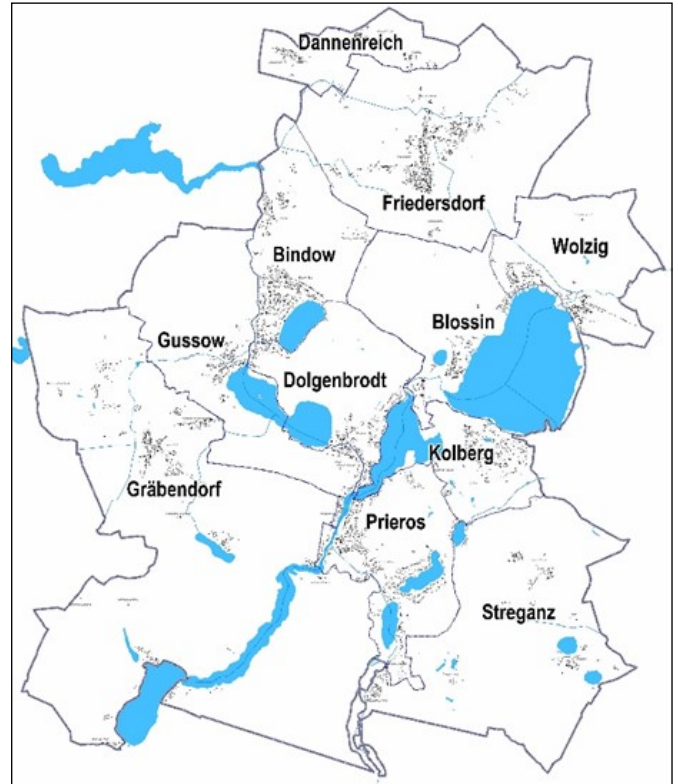 Dannenreich
Friedersdorf
Wolzig
Bindow
Blossin
Gussow
Dolgenbrodt
Kolberg
Gräbendorf
Prieros
Streganz